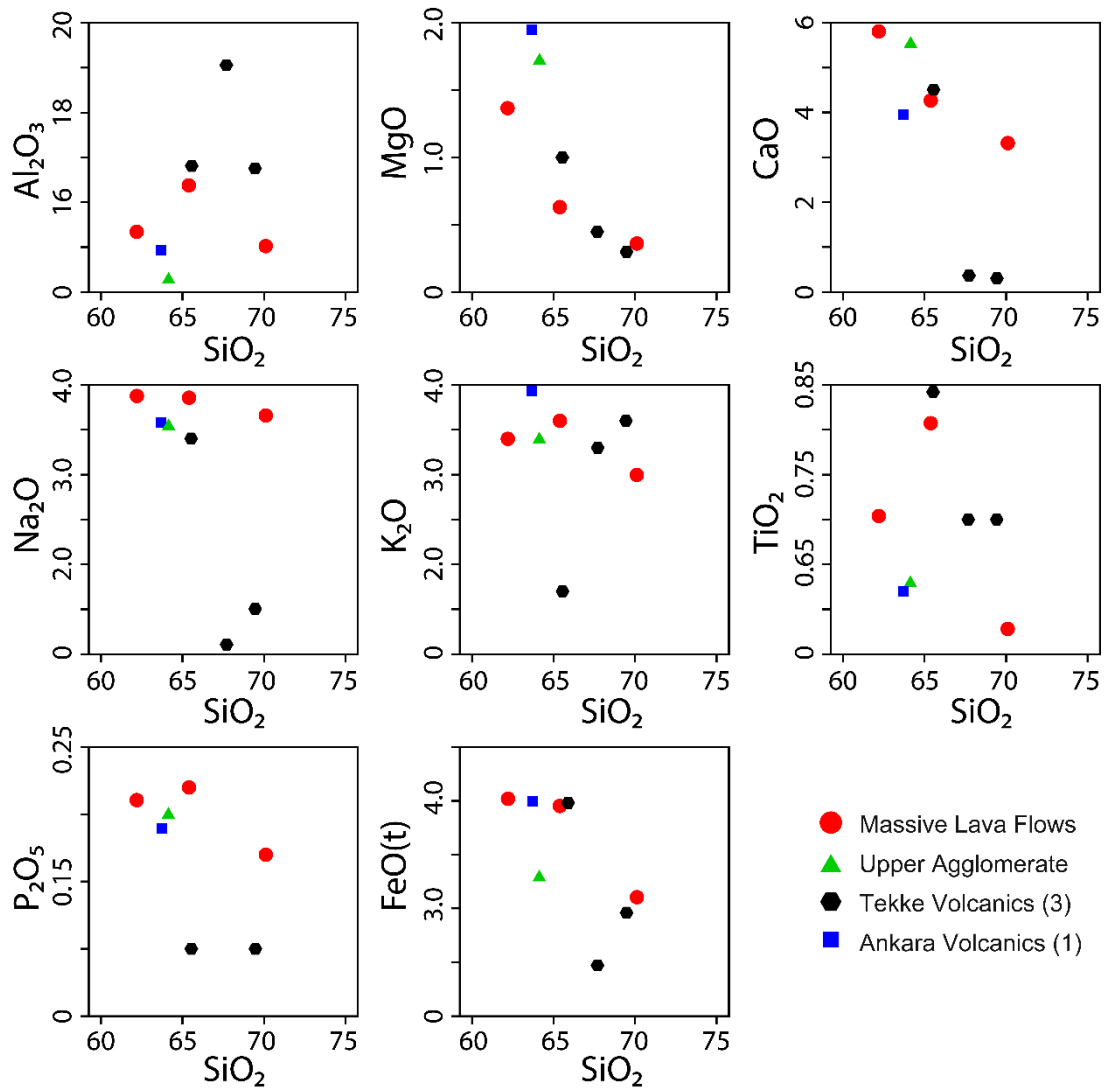 Al₂O₃
20
18
16
0
60 65 70 75
SiO₂
MgO
2.0
1.0
0
60 65 70 75
SiO₂
CaO
6
4
2
0
60 65 70 75
SiO₂
Na₂O
4.0
3.0
2.0
0
60 65 70 75
SiO₂
K₂O
4.0
3.0
2.0
0
60 65 70 75
SiO₂
TiO₂
0.85
0.75
0.65
0
60 65 70 75
SiO₂
P₂O₅
0.25
0.15
0
60 65 70 75
SiO₂
FeO(t)
4.0
3.0
0
60 65 70 75
SiO₂
Massive Lava Flows
Upper Agglomerate
Tekke Volcanics (3)
Ankara Volcanics (1)